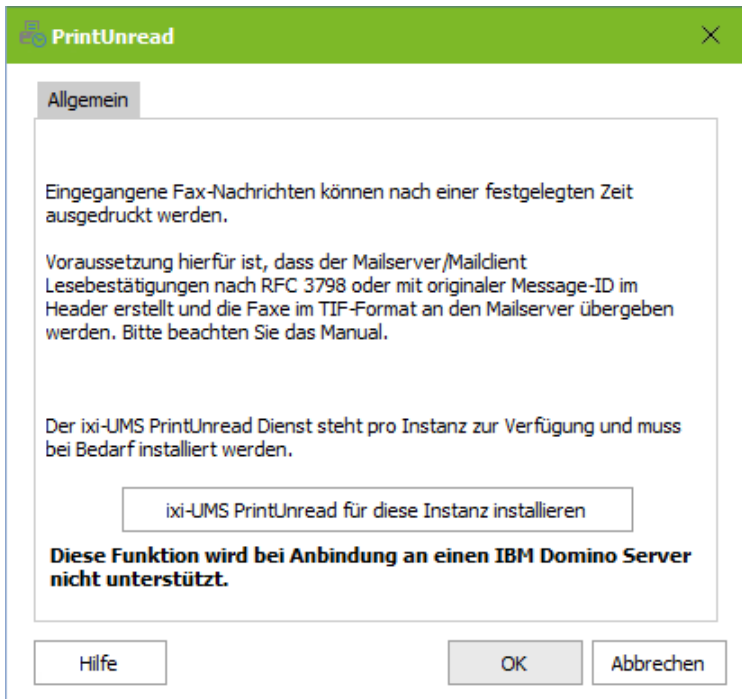 PrintUnread
Allgemein
Eingegangene Fax-Nachrichten können nach einer festgelegten Zeit
ausgedruckt werden.
Voraussetzung hierfür ist, dass der Mailserver/Mailclient
Lesebestätigungen nach RFC 3798 oder mit originaler Message-ID im
Header erstellt und die Faxe im TIF-Format an den Mailserver übergeben
werden. Bitte beachten Sie das Manual.
Der ixi-UMS PrintUnread Dienst steht pro Instanz zur Verfügung und muss
bei Bedarf installiert werden.
ixi-UMS PrintUnread für diese Instanz installieren
Diese Funktion wird bei Anbindung an einen IBM Domino Server
nicht unterstützt.
Hilfe OK Abbrechen